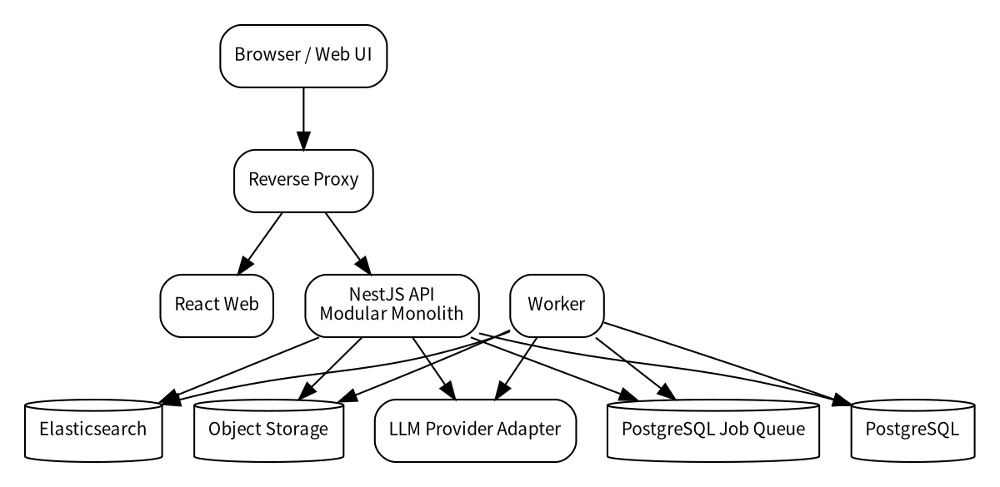 Browser / Web UI
Reverse Proxy
React Web
NestJS API
Modular Monolith
Worker
Elasticsearch
Object Storage
LLM Provider Adapter
PostgreSQL Job Queue
PostgreSQL